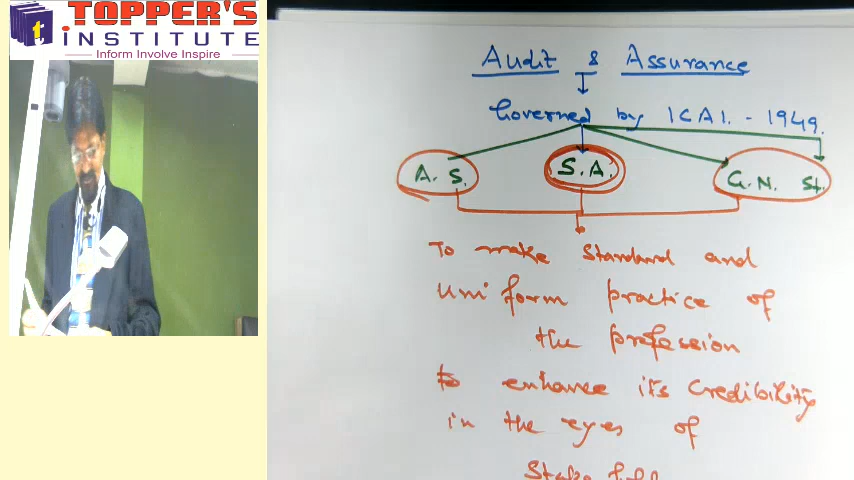 TOPPER'S
iNSTITUTE
Inform Involve Inspire
t
Audit & Assurance
Governed by ICAI. - 1949.
A. S. S. A. G. N. St.
To make Standard and
uniform practice of
the profession
to enhance its credibility
in the eyes of